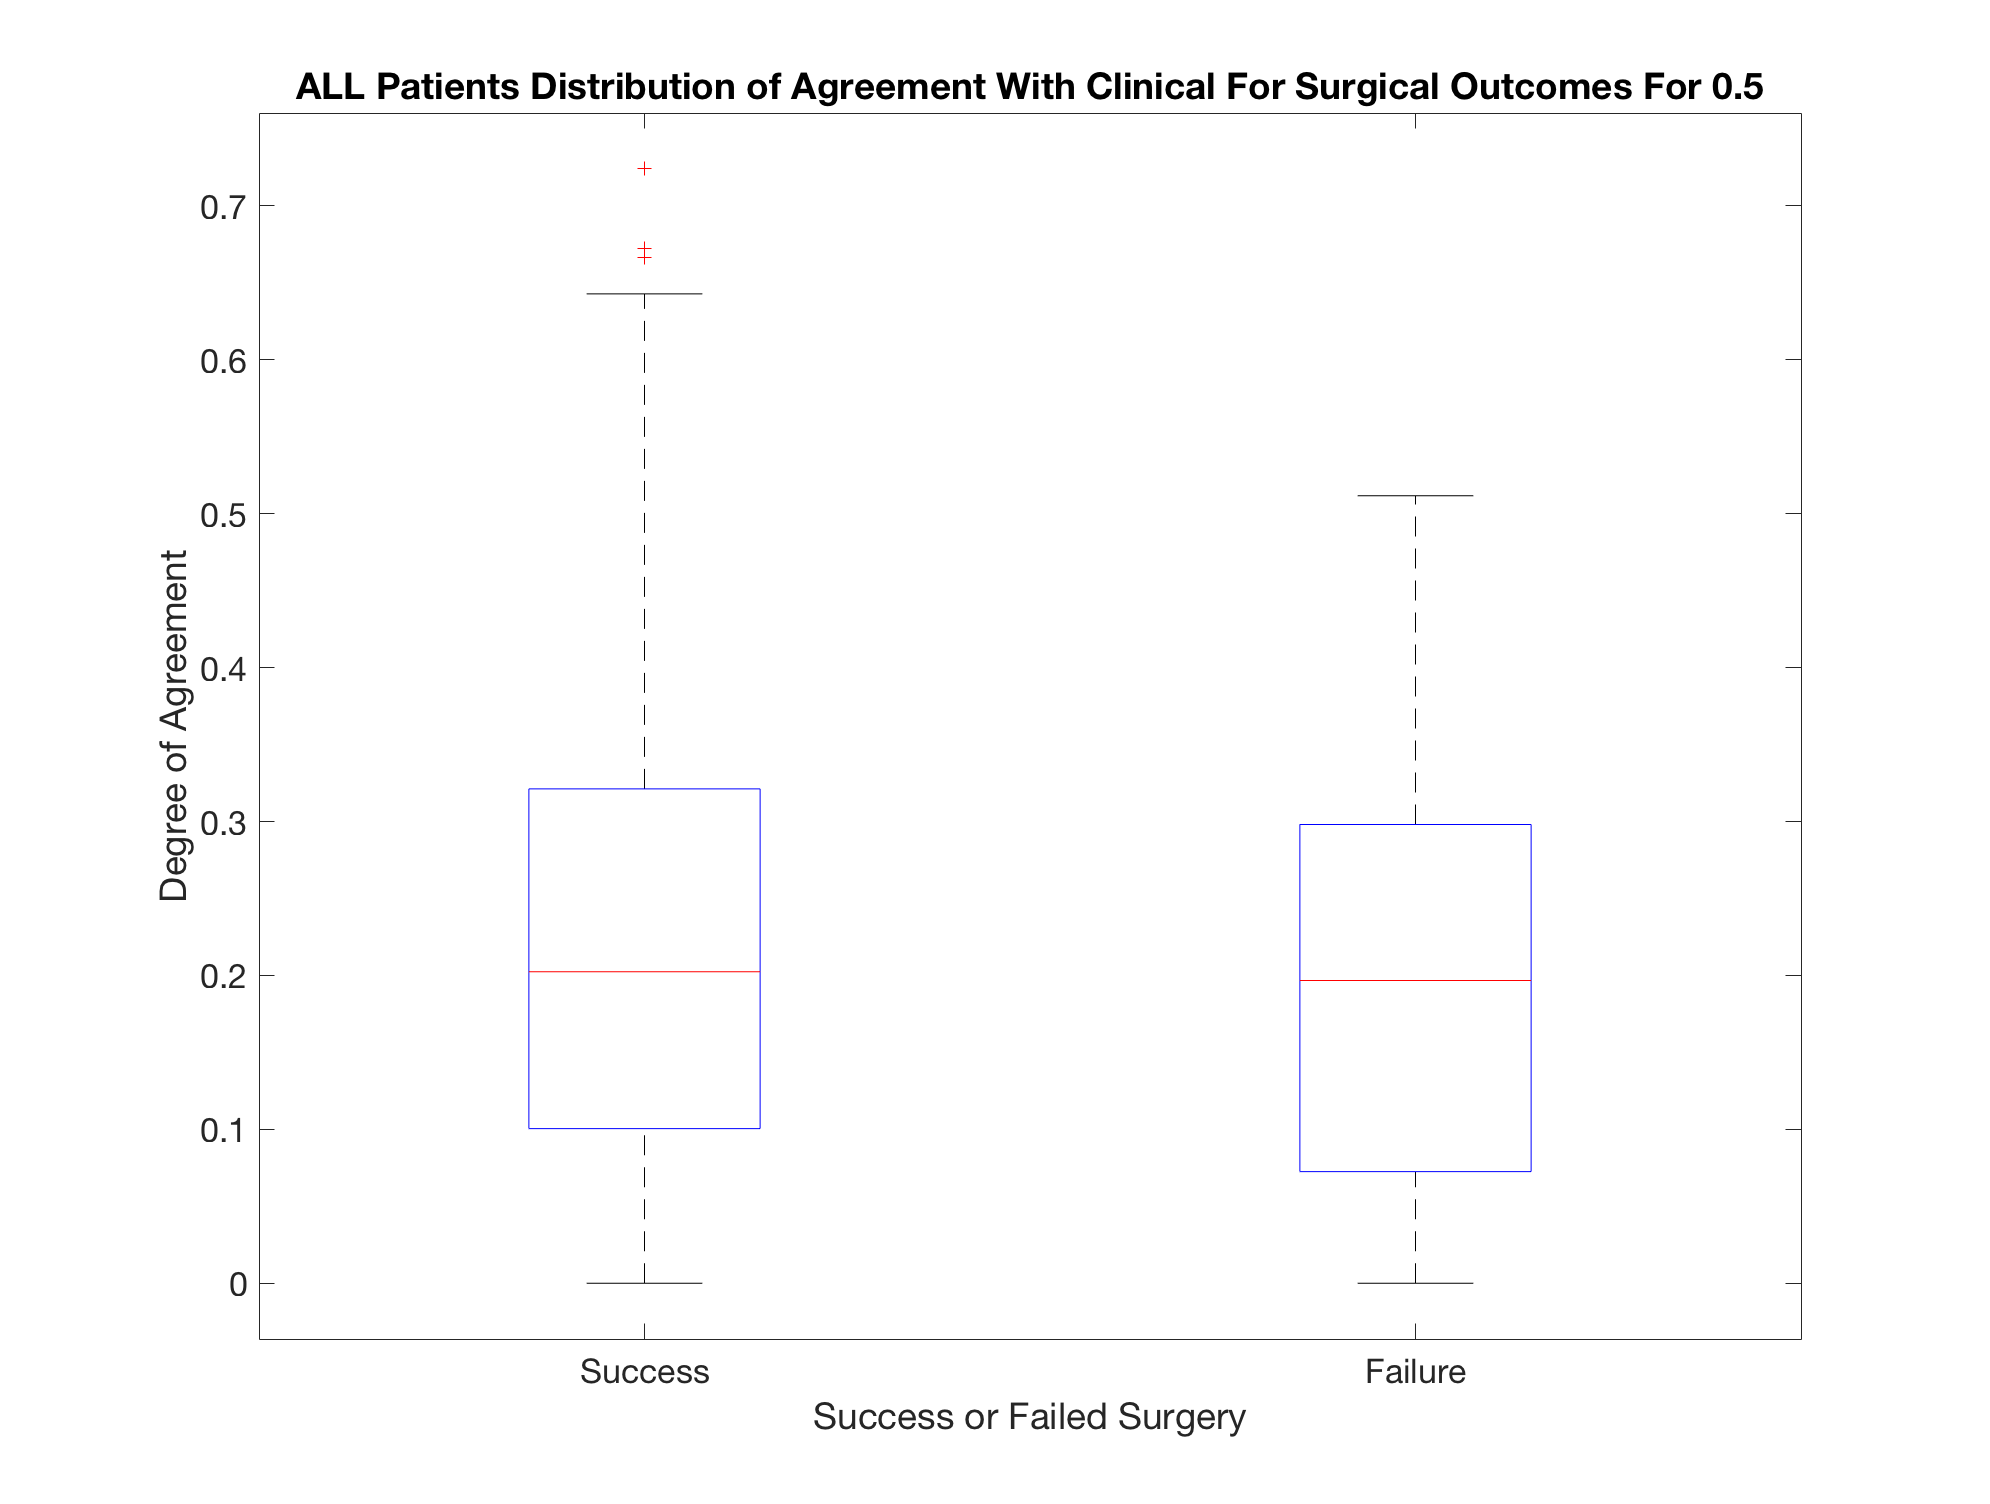 ALL Patients Distribution of Agreement With Clinical For Surgical Outcomes For 0.5
Degree of Agreement
0.7
0.6
0.5
0.4
0.3
0.2
0.1
0
Success
Failure
Success or Failed Surgery